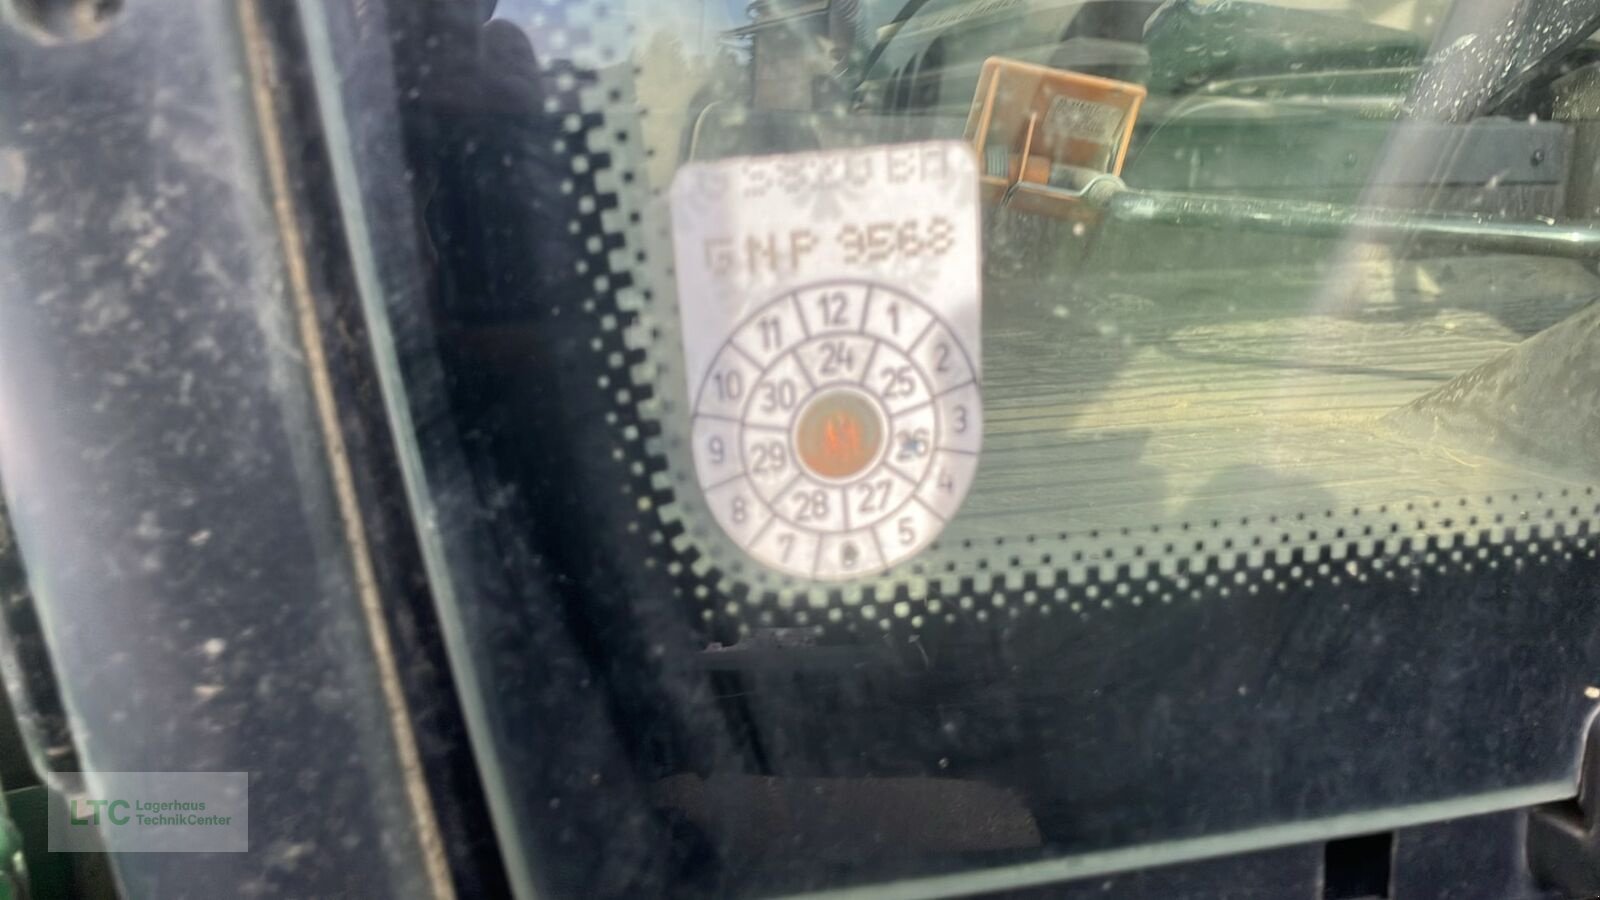 GNP 9568
12 1 2 3 4 5 7 8 9 10 11
24 25 26 27 28 29 30
LTC Lagerhaus
TechnikCenter